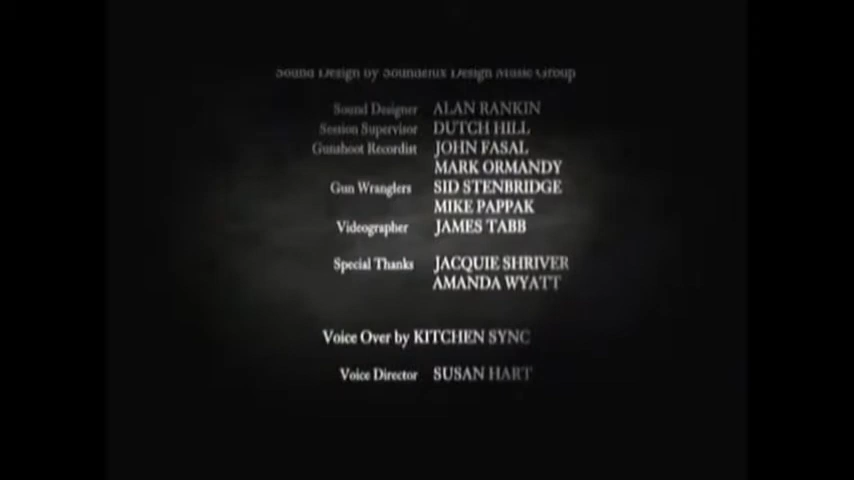 Sound Design by Soundelux Design Music Group
Sound Designer ALAN RANKIN
Session Supervisor DUTCH HILL
Gunshoot Recordist JOHN FASAL
MARK ORMANDY
Gun Wranglers SID STENBRIDGE
MIKE PAPPAK
Videographer JAMES TABB
Special Thanks JACQUIE SHRIVER
AMANDA WYATT
Voice Over by KITCHEN SYNC
Voice Director SUSAN HART